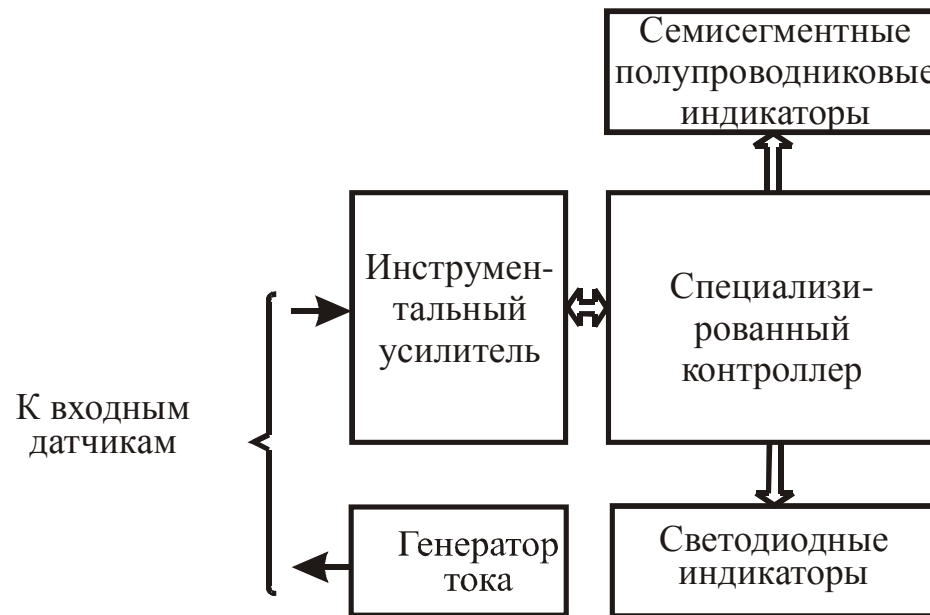 Семисегментные
полупроводниковые
индикаторы
Инструмен-
тальный
усилитель
Специализи-
рованный
контроллер
К входным
датчикам
Генератор
тока
Светодиодные
индикаторы